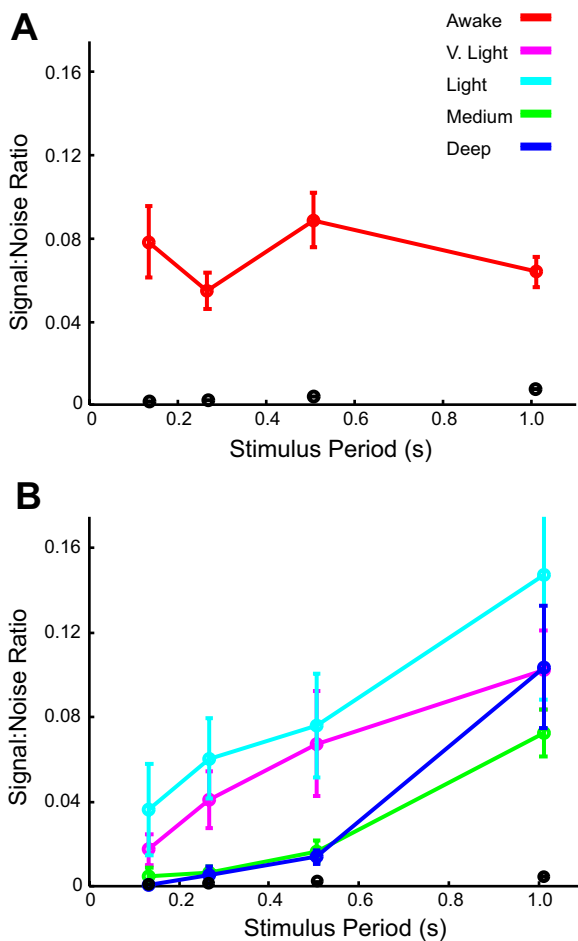 A
Awake
V. Light
Light
Medium
Deep
Signal:Noise Ratio
0.16
0.12
0.08
0.04
0
0 0.2 0.4 0.6 0.8 1.0
Stimulus Period (s)
B
Signal:Noise Ratio
0.16
0.12
0.08
0.04
0
0.0 0.2 0.4 0.6 0.8 1.0
Stimulus Period (s)